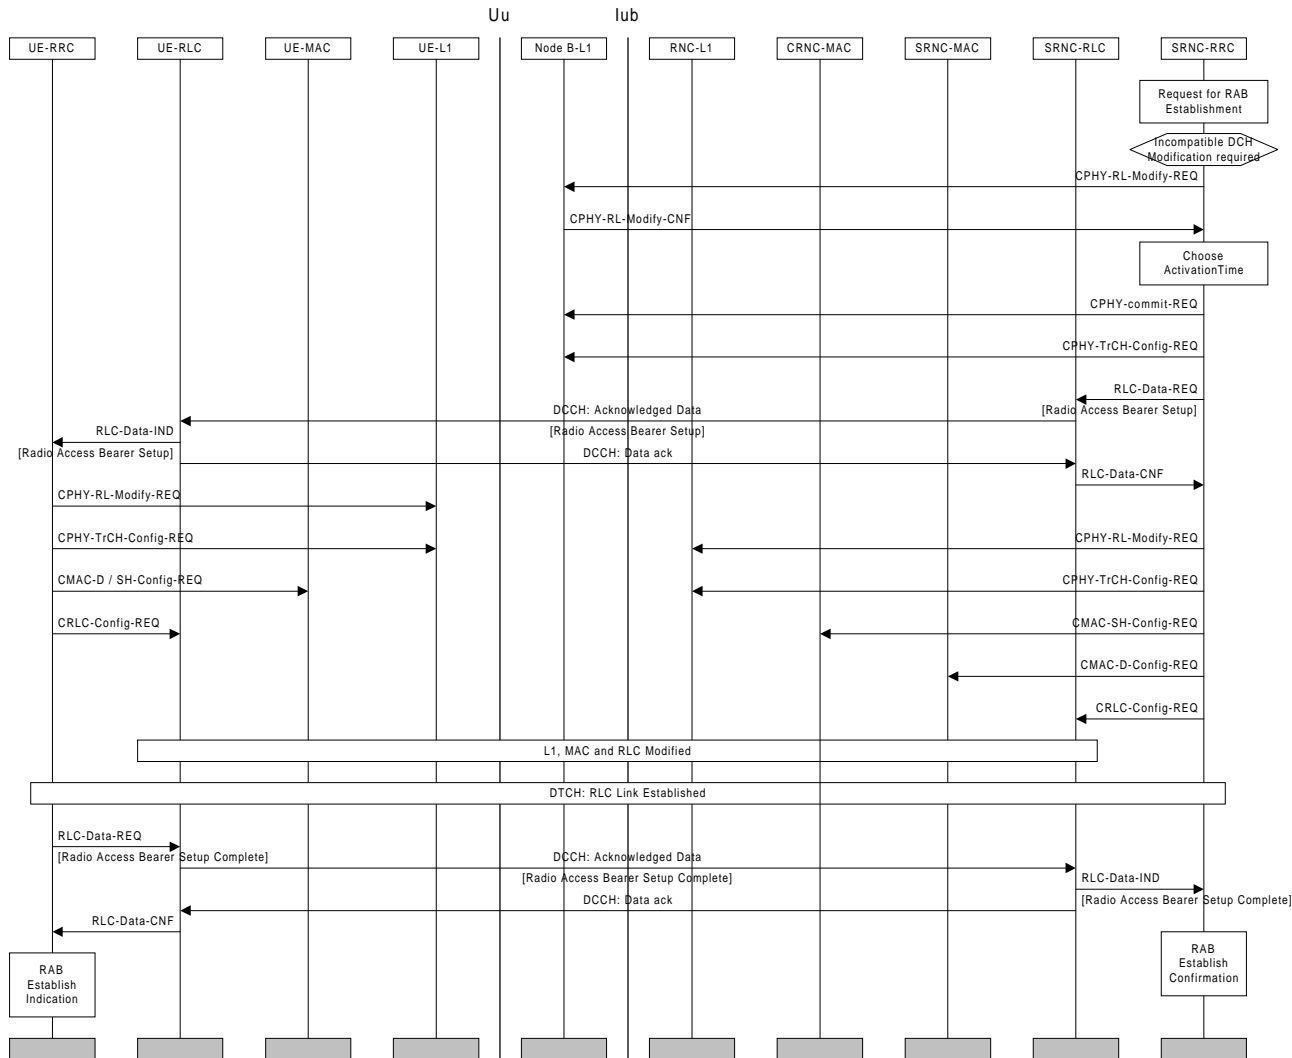 Uu
Iub
UE-RRC
UE-RLC
UE-MAC
UE-L1
Node B-L1
RNC-L1
CRNC-MAC
SRNC-MAC
SRNC-RLC
SRNC-RRC
Request for RAB
Establishment
Incompatible DCH
Modification required
CPHY-RL-Modify-REQ
CPHY-RL-Modify-CNF
Choose
ActivationTime
CPHY-commit-REQ
CPHY-TrCH-Config-REQ
RLC-Data-REQ
[Radio Access Bearer Setup]
DCCH: Acknowledged Data
[Radio Access Bearer Setup]
RLC-Data-IND
[Radio Access Bearer Setup]
DCCH: Data ack
RLC-Data-CNF
CPHY-RL-Modify-REQ
CPHY-TrCH-Config-REQ
CPHY-RL-Modify-REQ
CMAC-D / SH-Config-REQ
CPHY-TrCH-Config-REQ
CRLC-Config-REQ
CMAC-SH-Config-REQ
CMAC-D-Config-REQ
CRLC-Config-REQ
L1, MAC and RLC Modified
DTCH: RLC Link Established
RLC-Data-REQ
[Radio Access Bearer Setup Complete]
DCCH: Acknowledged Data
[Radio Access Bearer Setup Complete]
RLC-Data-IND
[Radio Access Bearer Setup Complete]
DCCH: Data ack
RLC-Data-CNF
RAB
Establish
Indication
RAB
Establish
Confirmation